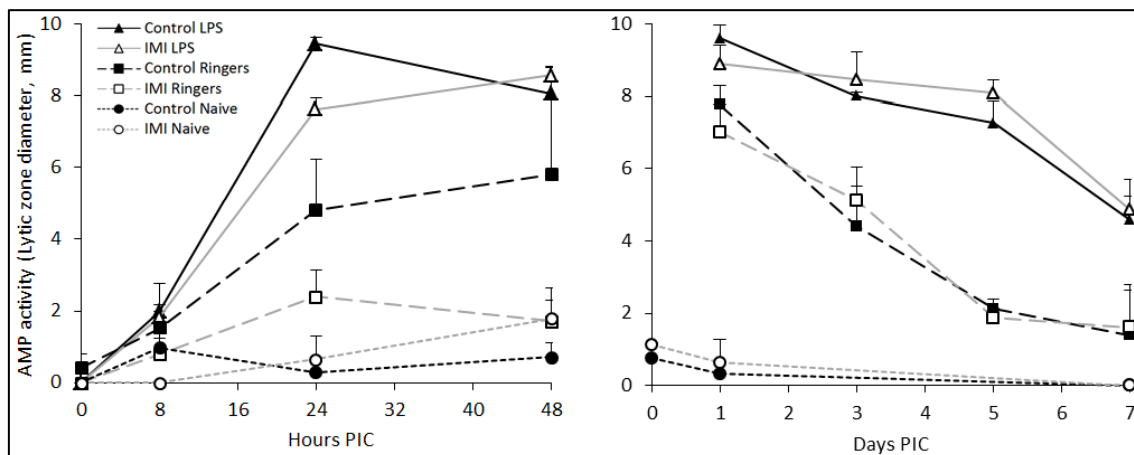 AMP activity (Lytic zone diameter, mm)
10
8
6
4
2
0
Control LPS
IMI LPS
Control Ringers
IMI Ringers
Control Naive
IMI Naive
0 8 16 24 32 40 48
Hours PIC
10
8
6
4
2
0
0 1 2 3 4 5 6 7
Days PIC